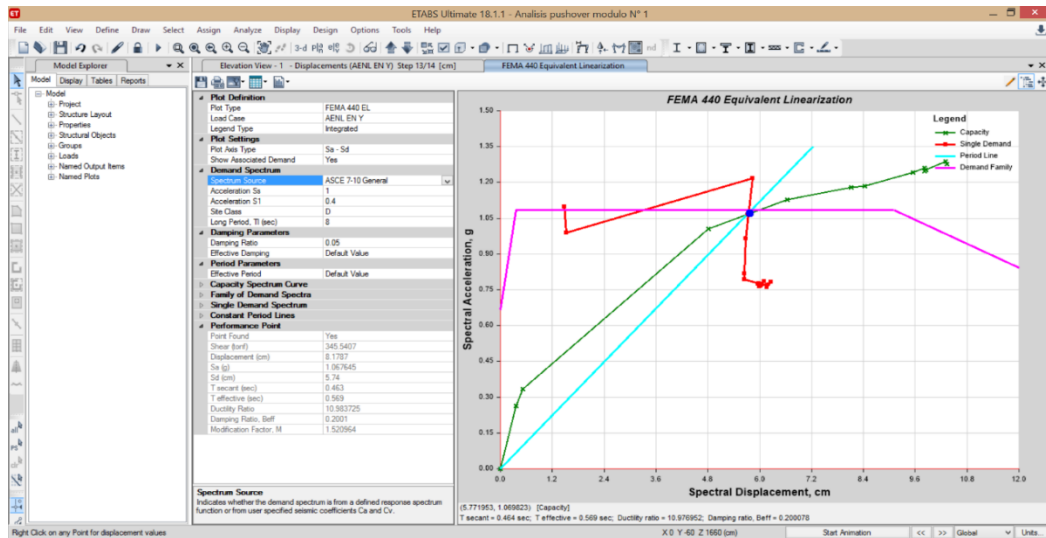 ETABS Ultimate 18.1.1 - Analisis pushover modulo N° 1
File Edit View Define Draw Select Assign Analyze Display Design Options Tools Help
Model Explorer
Elevation View - 1 - Displacements (AENL EN Y) Step 13/14 [cm]
FEMA 440 Equivalent Linearization
Model Display Tables Reports
Model
Project
Structure Layout
Properties
Structural Objects
Groups
Loads
Named Output Items
Named Plots
Plot Definition
Plot Type FEMA 440 EL
Load Case AENL EN Y
Legend Type Integrated
Plot Settings
Plot Axis Type Sa - Sd
Show Associated Demand Yes
Demand Spectrum
Spectrum Source ASCE 7-10 General
Acceleration Ss 1
Acceleration S1 0.4
Site Class D
Long Period, Tl (sec) 8
Damping Parameters
Damping Ratio 0.05
Effective Damping Default Value
Period Parameters
Effective Period Default Value
Capacity Spectrum Curve
Family of Demand Spectra
Single Demand Spectrum
Constant Period Lines
Performance Point
Point Found Yes
Shear (tonf) 345.5407
Displacement (cm) 8.1787
Sa (g) 1.067645
Sd (cm) 5.74
T secant (sec) 0.463
T effective (sec) 0.569
Ductility Ratio 10.983725
Damping Ratio, Beff 0.2001
Modification Factor, M 1.520964
Spectrum Source
Indicates whether the demand spectrum is from a defined response spectrum
function or from user specified seismic coefficients Ca and Cv.
FEMA 440 Equivalent Linearization
Legend
Capacity
Single Demand
Period Line
Demand Family
Spectral Acceleration, g
1.50
1.35
1.20
1.05
0.90
0.75
0.60
0.45
0.30
0.15
0.00
0.0 1.2 2.4 3.6 4.8 6.0 7.2 8.4 9.6 10.8 12.0
Spectral Displacement, cm
(5.771953, 1.069823) [Capacity]
T secant = 0.464 sec; T effective = 0.569 sec; Ductility ratio = 10.976952; Damping ratio, Beff = 0.200078
Right Click on any Point for displacement values
X 0 Y -60 Z 1660 (cm)
Start Animation << >> Global Units...